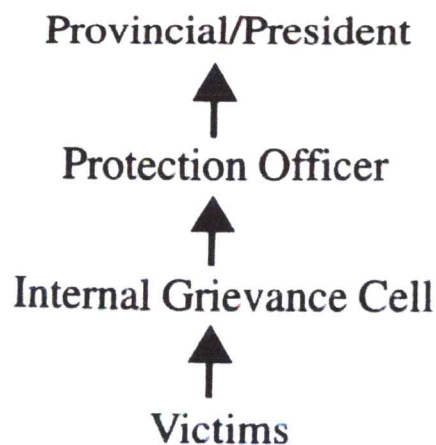 Provincial/President
Protection Officer
Internal Grievance Cell
Victims